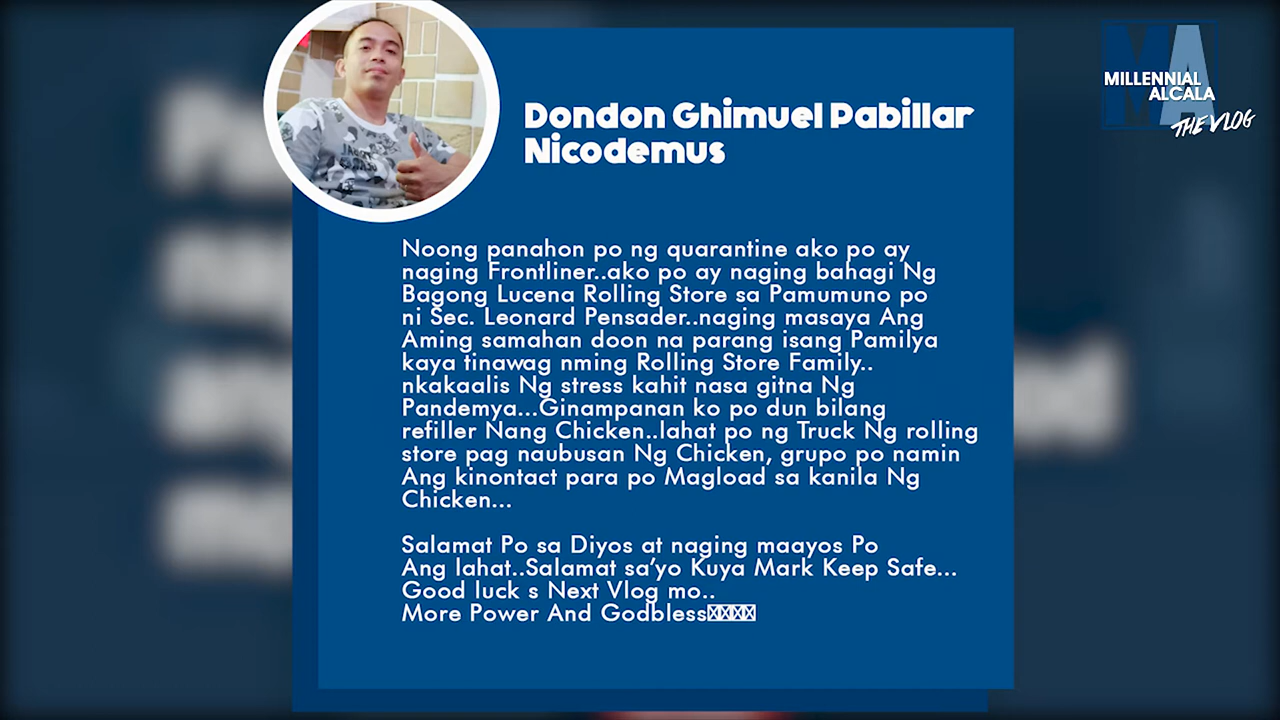 MILLENNIAL
ALCALA
THE VLOG
Dondon Ghimuel Pabillar
Nicodemus
Noong panahon po ng quarantine ako po ay
naging Frontliner..ako po ay naging bahagi Ng
Bagong Lucena Rolling Store sa Pamumuno po
ni Sec. Leonard Pensader..naging masaya Ang
Aming samahan doon na parang isang Pamilya
kaya tinawag nming Rolling Store Family..
nkakaalis Ng stress kahit nasa gitna Ng
Pandemya...Ginampanan ko po dun bilang
refiller Nang Chicken..lahat po ng Truck Ng rolling
store pag naubusan Ng Chicken, grupo po namin
Ang kinontact para po Magload sa kanila Ng
Chicken...
Salamat Po sa Diyos at naging maayos Po
Ang lahat..Salamat sa'yo Kuya Mark Keep Safe...
Good luck s Next Vlog mo..
More Power And Godbless